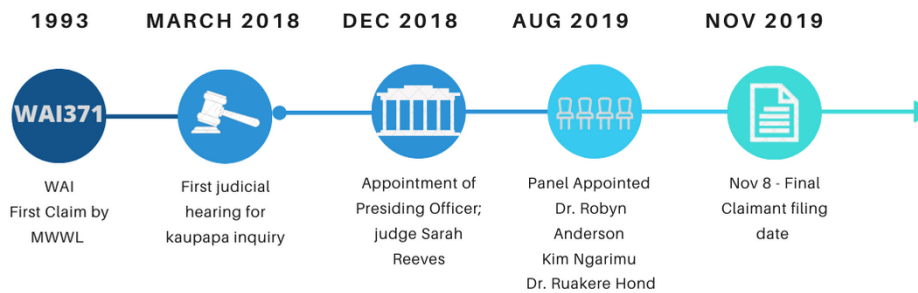 1993
MARCH 2018
DEC 2018
AUG 2019
NOV 2019
WAI371
WAI
First Claim by
MWWL
First judicial
hearing for
kaupapa inquiry
Appointment of
Presiding Officer;
judge Sarah
Reeves
Panel Appointed
Dr. Robyn
Anderson
Kim Ngarimu
Dr. Ruakere Hond
Nov 8 - Final
Claimant filing
date